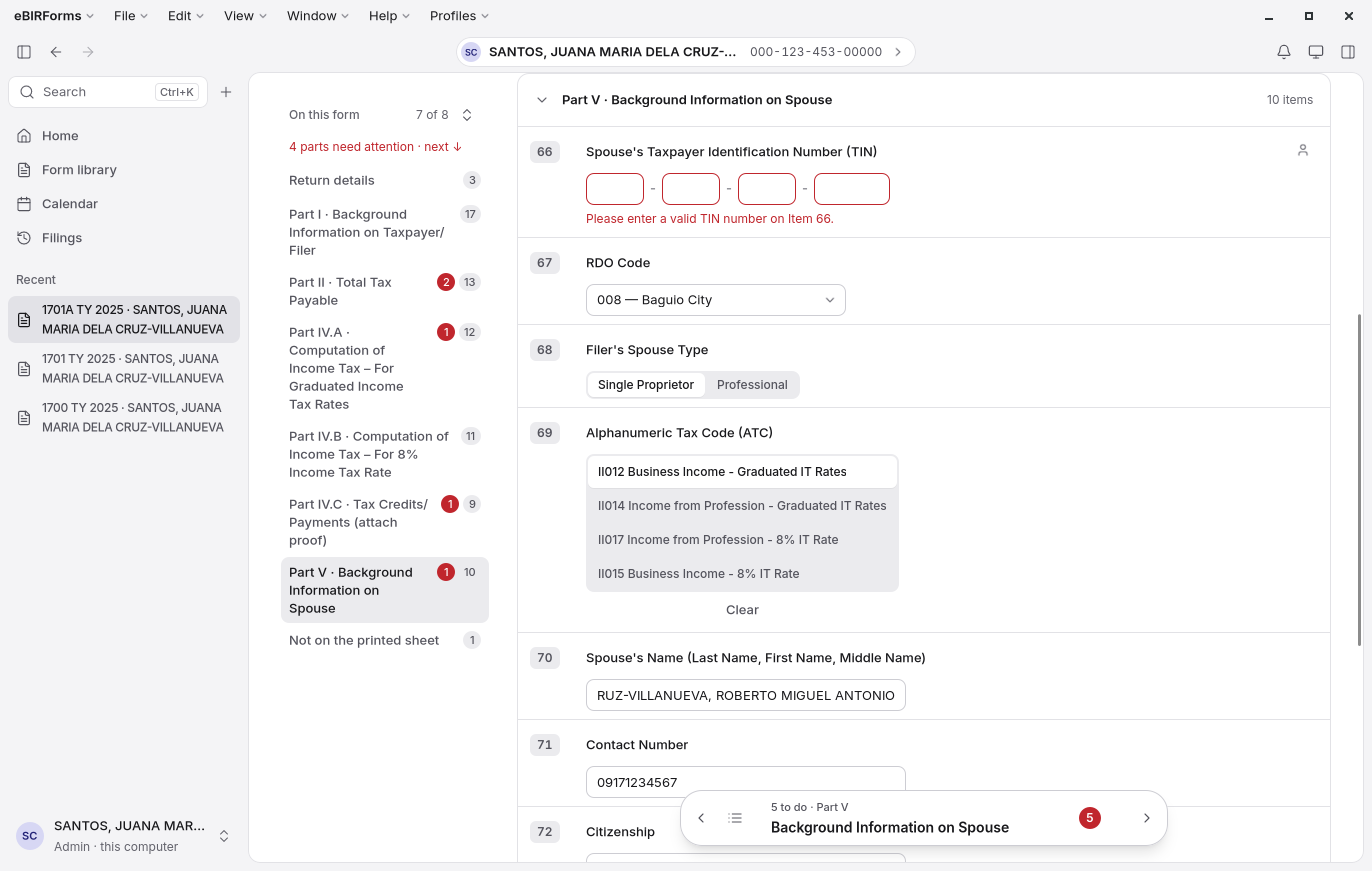 eBIRForms File Edit View Window Help Profiles
SC SANTOS, JUANA MARIA DELA CRUZ-... 000-123-453-00000
Search Ctrl+K
Home
Form library
Calendar
Filings
Recent
1701A TY 2025 · SANTOS, JUANA
MARIA DELA CRUZ-VILLANUEVA
1701 TY 2025 · SANTOS, JUANA
MARIA DELA CRUZ-VILLANUEVA
1700 TY 2025 · SANTOS, JUANA
MARIA DELA CRUZ-VILLANUEVA
SC SANTOS, JUANA MAR...
Admin · this computer
On this form 7 of 8
4 parts need attention · next ↓
Return details 3
Part I · Background 17
Information on Taxpayer/
Filer
Part II · Total Tax 2 13
Payable
Part IV.A · 1 12
Computation of
Income Tax – For
Graduated Income
Tax Rates
Part IV.B · Computation of 11
Income Tax – For 8%
Income Tax Rate
Part IV.C · Tax Credits/ 1 9
Payments (attach
proof)
Part V · Background 1 10
Information on
Spouse
Not on the printed sheet 1
Part V · Background Information on Spouse 10 items
66 Spouse's Taxpayer Identification Number (TIN)
- - -
Please enter a valid TIN number on Item 66.
67 RDO Code
008 — Baguio City
68 Filer's Spouse Type
Single Proprietor Professional
69 Alphanumeric Tax Code (ATC)
II012 Business Income - Graduated IT Rates
II014 Income from Profession - Graduated IT Rates
II017 Income from Profession - 8% IT Rate
II015 Business Income - 8% IT Rate
Clear
70 Spouse's Name (Last Name, First Name, Middle Name)
RUZ-VILLANUEVA, ROBERTO MIGUEL ANTONIO
71 Contact Number
09171234567
72 Citizenship
5 to do · Part V
Background Information on Spouse 5